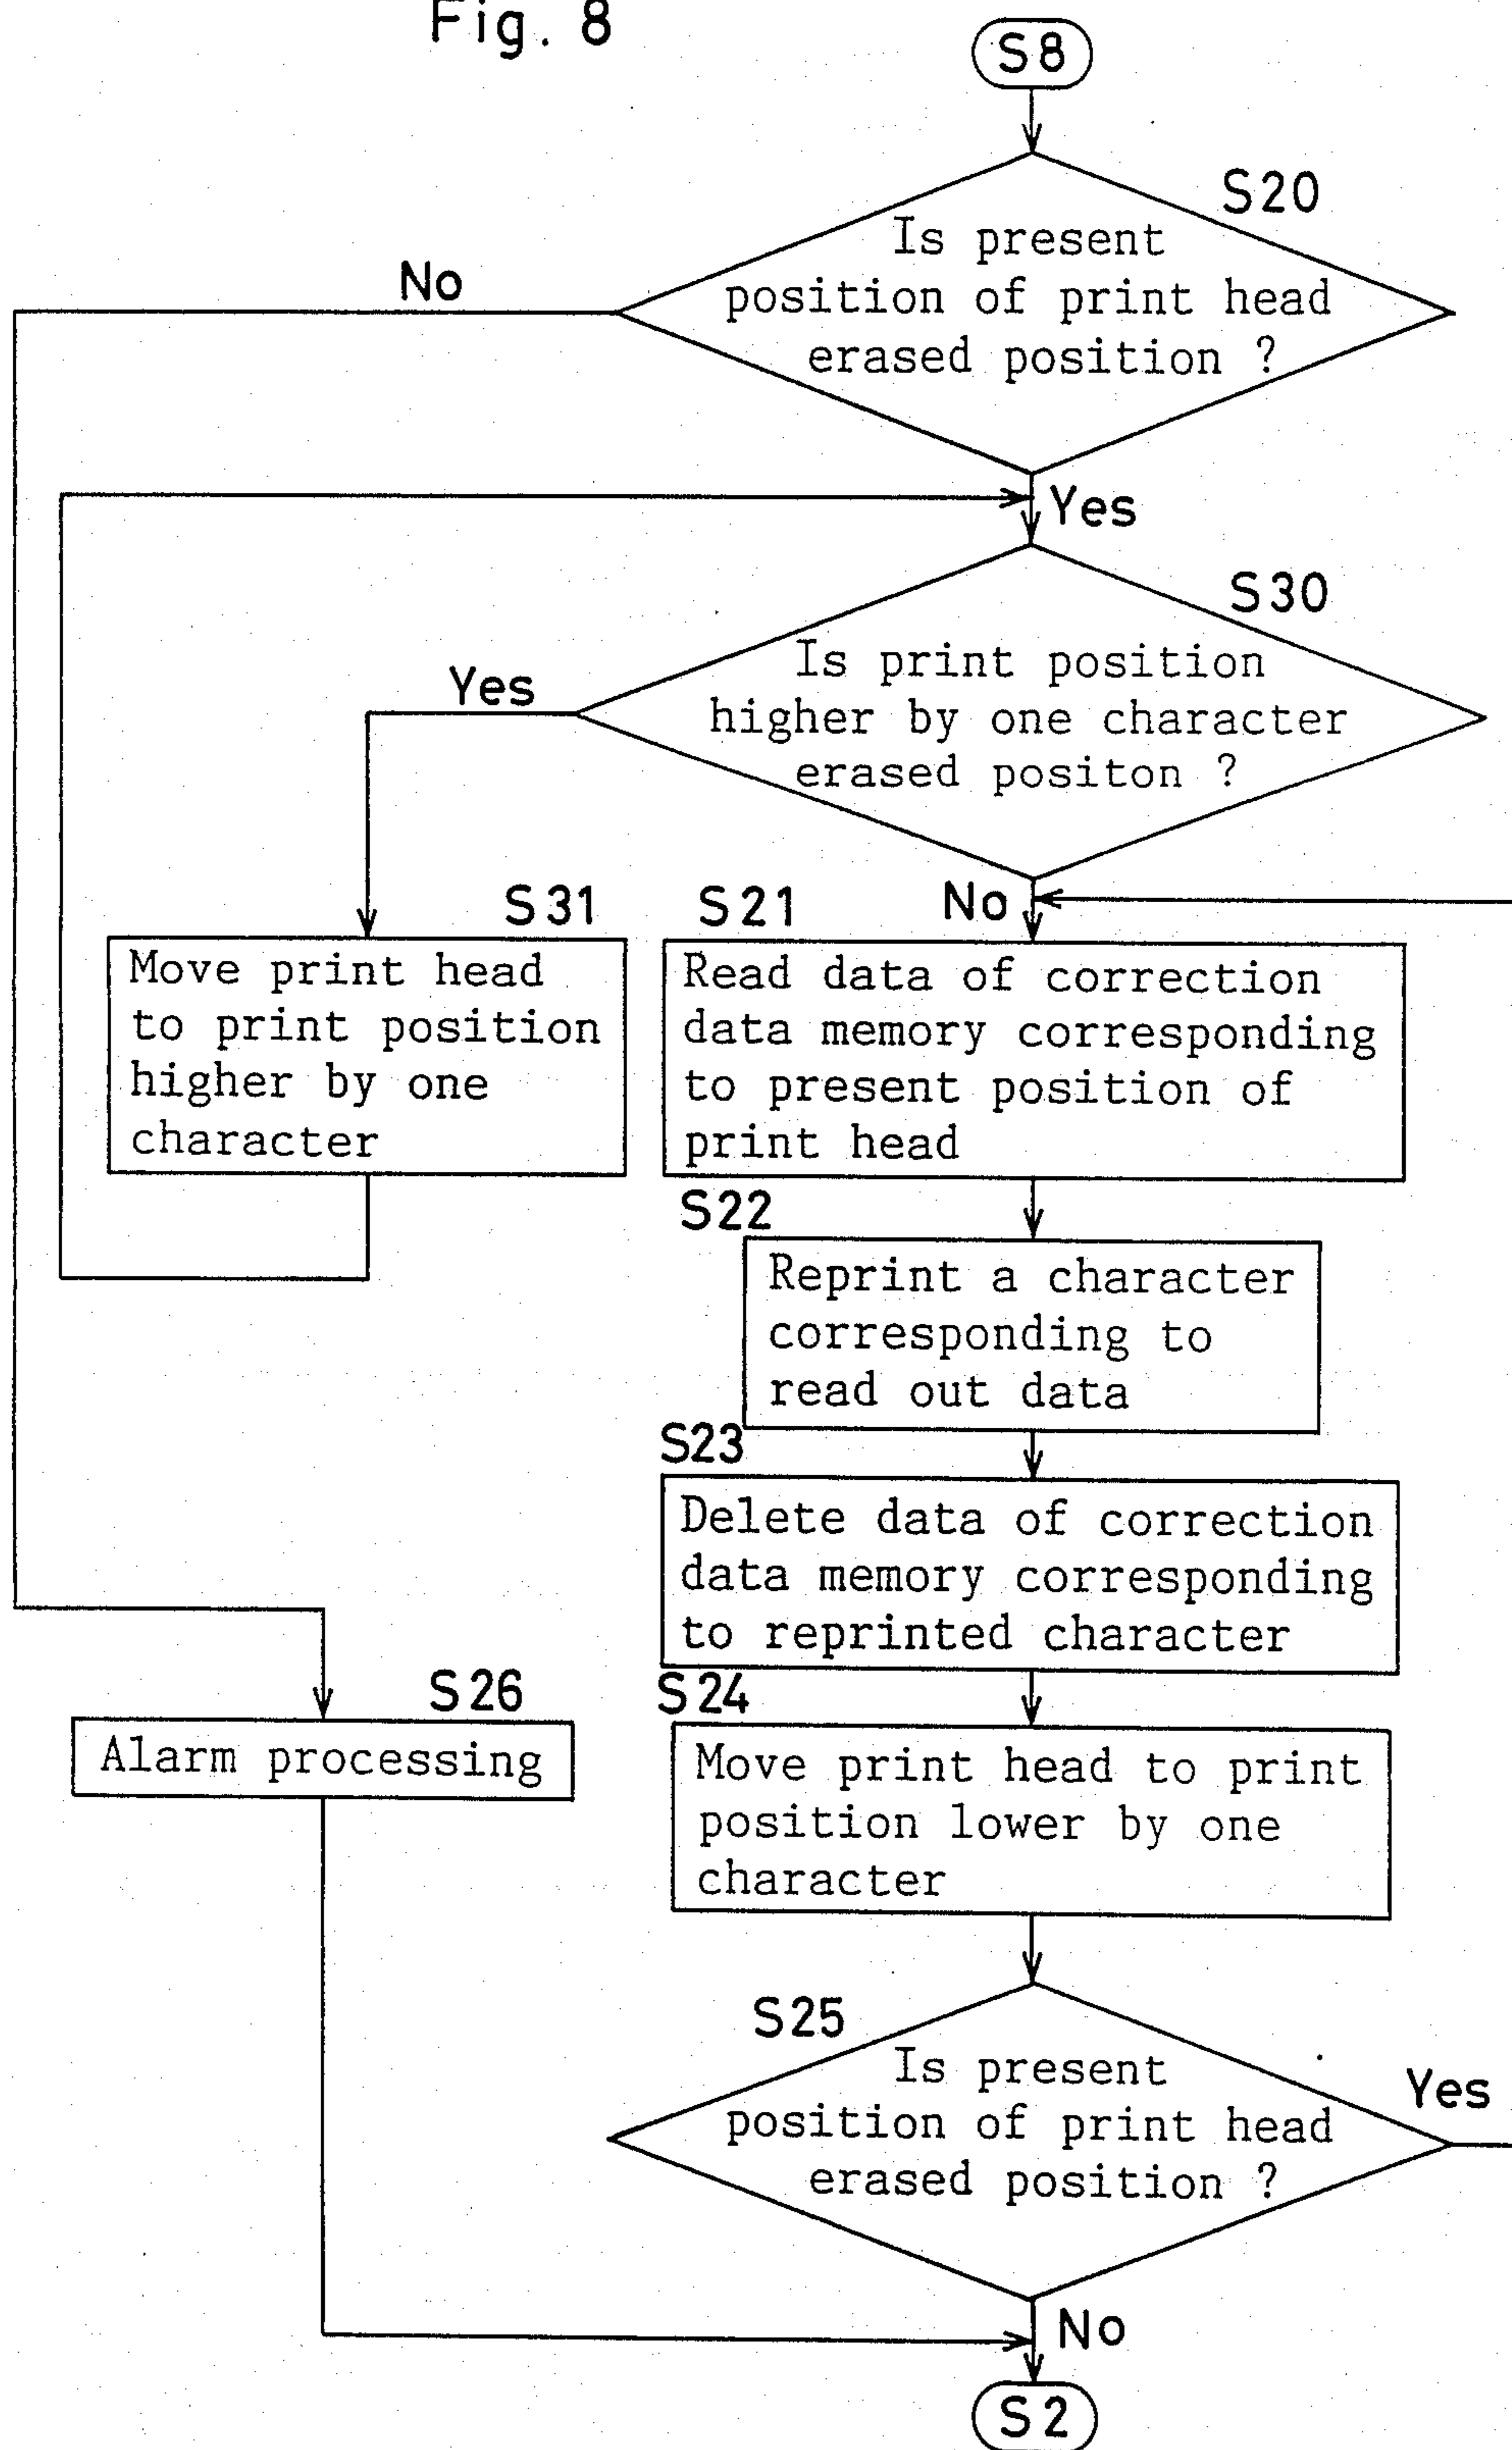 Fig. 8
S8
S20
Is present
position of print head
erased position ?
No
Yes
S30
Is print position
higher by one character
erased positon ?
Yes
No
S31
Move print head
to print position
higher by one
character
S21
Read data of correction
data memory corresponding
to present position of
print head
S22
Reprint a character
corresponding to
read out data
S23
Delete data of correction
data memory corresponding
to reprinted character
S26
Alarm processing
S24
Move print head to print
position lower by one
character
S25
Is present
position of print head
erased position ?
Yes
No
S2